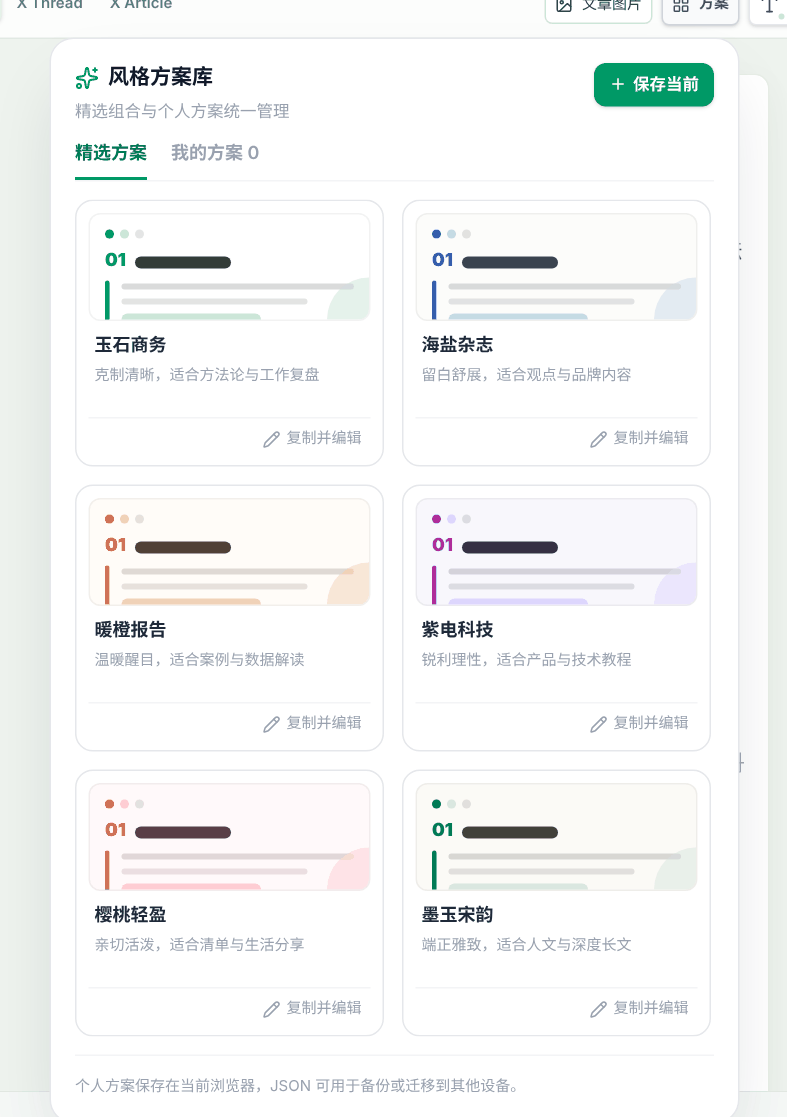 X Thread X Article 文章图片 方案
风格方案库
保存当前
精选组合与个人方案统一管理
精选方案 我的方案 0
01
玉石商务
克制清晰，适合方法论与工作复盘
复制并编辑
01
海盐杂志
留白舒展，适合观点与品牌内容
复制并编辑
01
暖橙报告
温暖醒目，适合案例与数据解读
复制并编辑
01
紫电科技
锐利理性，适合产品与技术教程
复制并编辑
01
樱桃轻盈
亲切活泼，适合清单与生活分享
复制并编辑
01
墨玉宋韵
端正雅致，适合人文与深度长文
复制并编辑
个人方案保存在当前浏览器，JSON 可用于备份或迁移到其他设备。